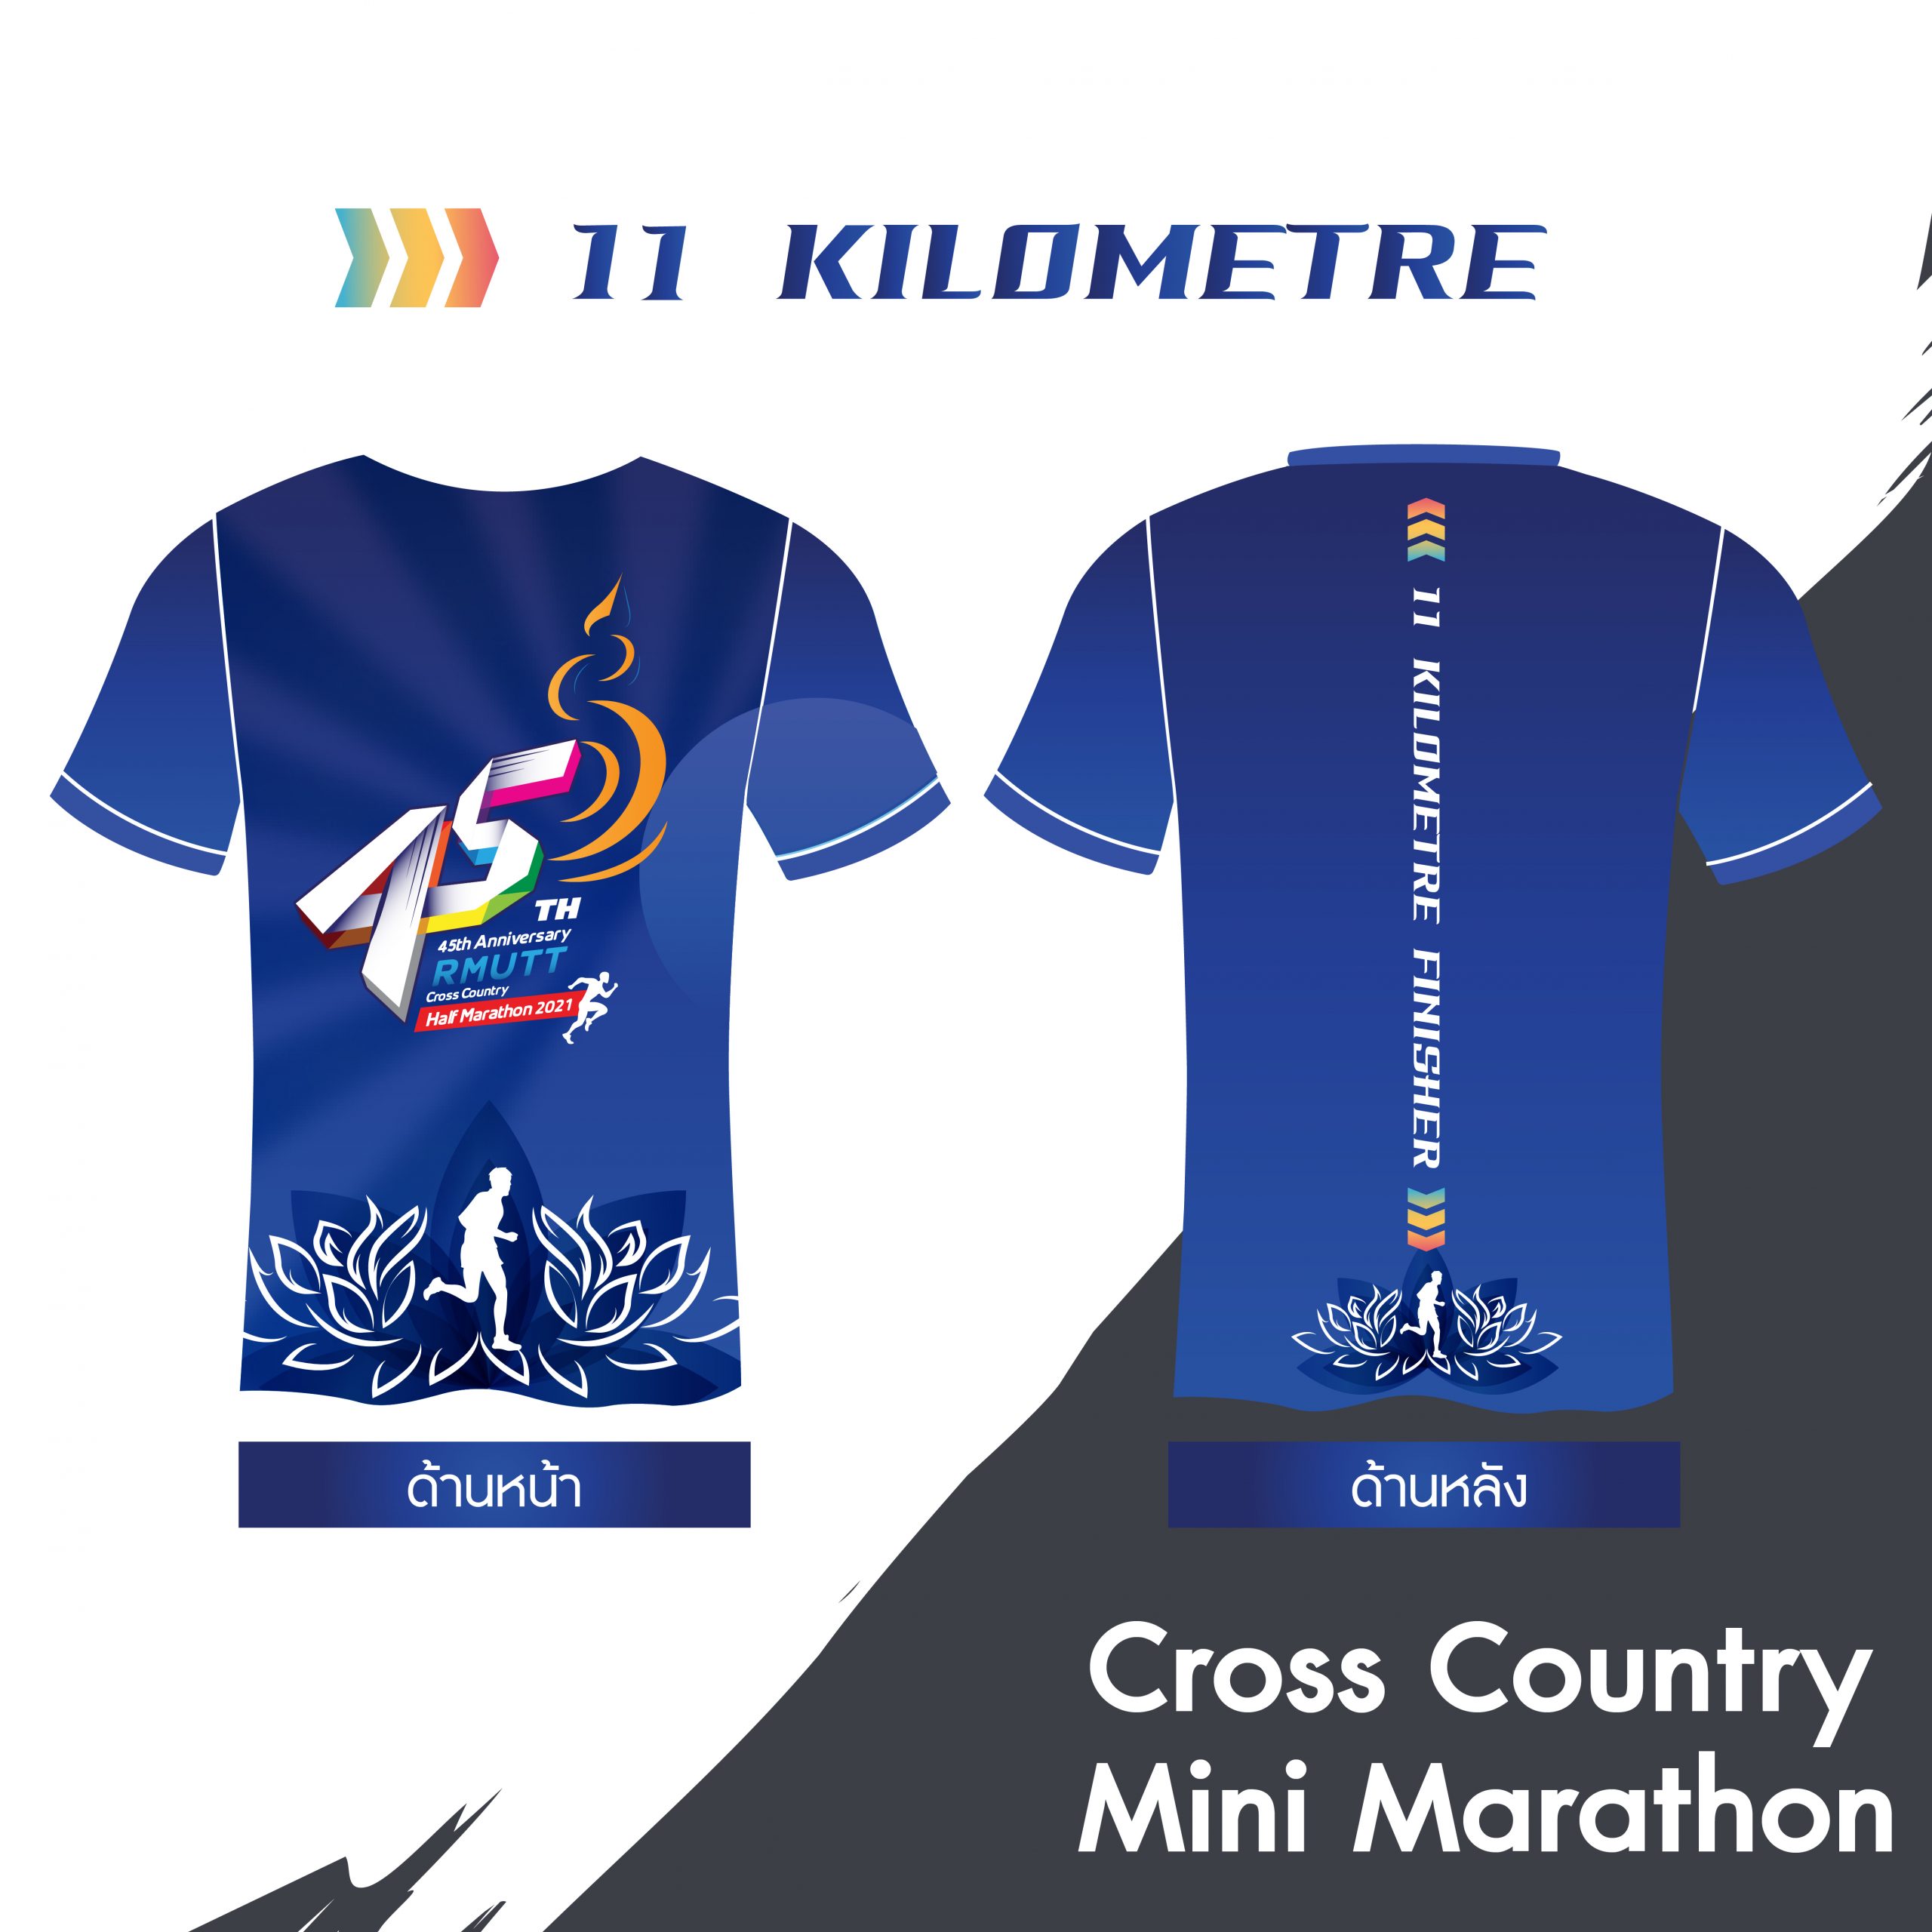 11 KILOMETRE
45
TH
45th Anniversary
RMUTT
Cross Country
Half Marathon 2021
11 KILOMETRE FINISHER
ด้านหน้า
ด้านหลัง
Cross Country
Mini Marathon